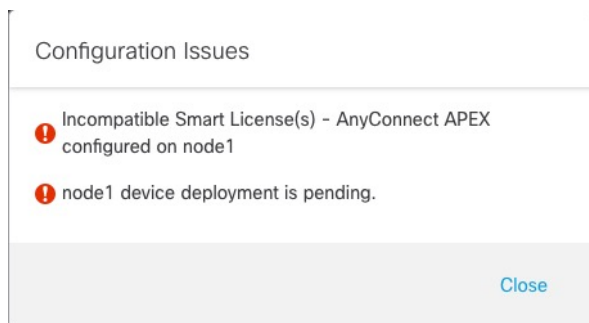 Configuration Issues
Incompatible Smart License(s) - AnyConnect APEX
configured on node1
node1 device deployment is pending.
Close